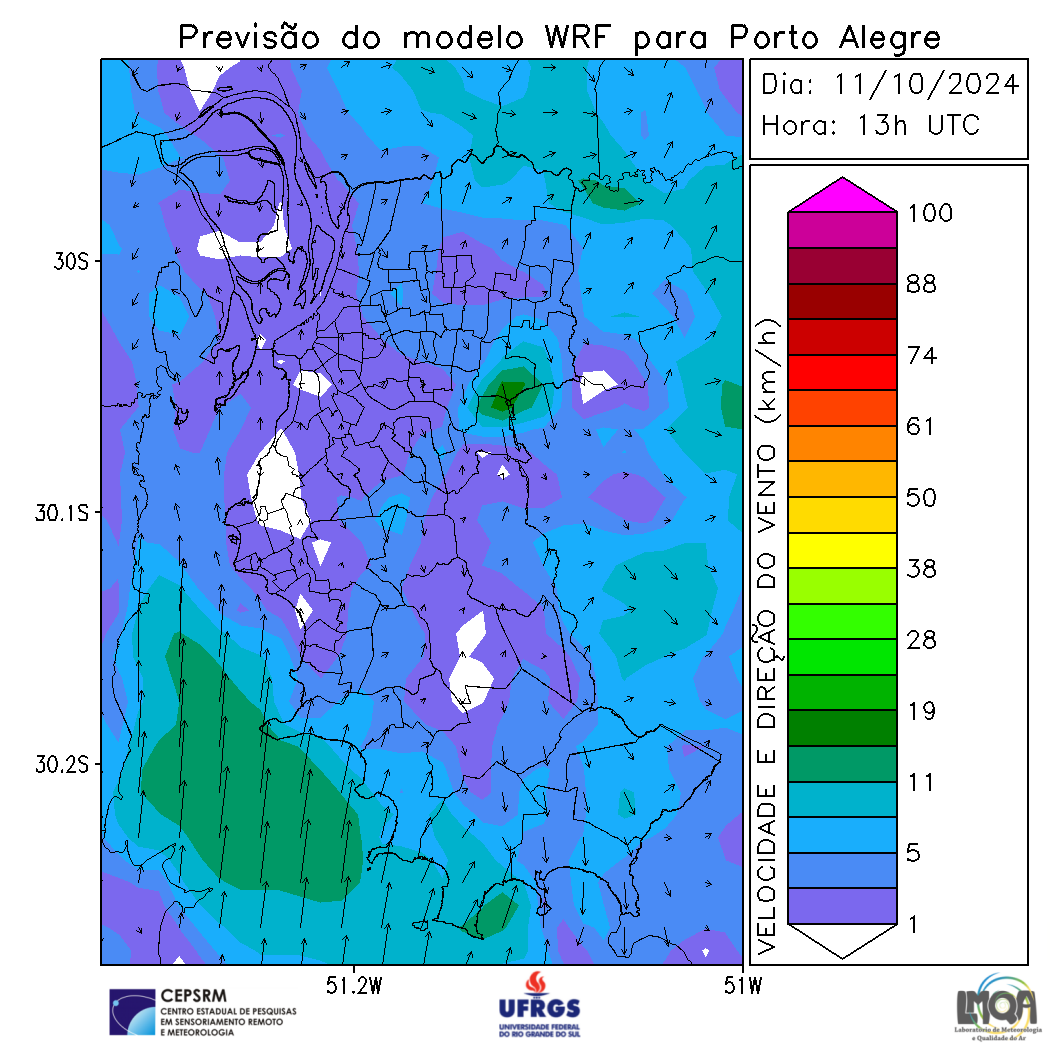 Previsão do modelo WRF para Porto Alegre
Dia: 11/10/2024
Hora: 13h UTC
30S
30.1S
30.2S
51.2W
51W
VELOCIDADE E DIREÇÃO DO VENTO (km/h)
100
88
74
61
50
38
28
19
11
5
1
CEPSRM
CENTRO ESTADUAL DE PESQUISAS
EM SENSORIAMENTO REMOTO
E METEOROLOGIA
UFRGS
UNIVERSIDADE FEDERAL
DO RIO GRANDE DO SUL
LMQA
Laboratório de Meteorologia
e Qualidade do Ar